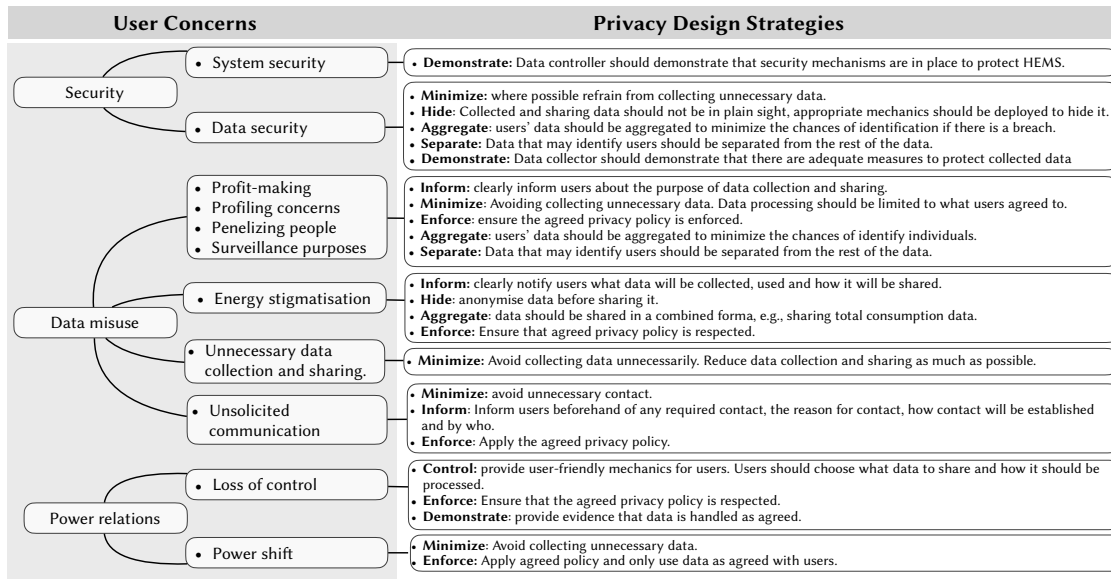 User Concerns
Privacy Design Strategies
Security
• System security
• Demonstrate: Data controller should demonstrate that security mechanisms are in place to protect HEMS.
• Data security
• Minimize: where possible refrain from collecting unnecessary data.
• Hide: Collected and sharing data should not be in plain sight, appropriate mechanics should be deployed to hide it.
• Aggregate: users' data should be aggregated to minimize the chances of identification if there is a breach.
• Separate: Data that may identify users should be separated from the rest of the data.
• Demonstrate: Data collector should demonstrate that there are adequate measures to protect collected data
Data misuse
• Profit-making
• Profiling concerns
• Penelizing people
• Surveillance purposes
• Inform: clearly inform users about the purpose of data collection and sharing.
• Minimize: Avoiding collecting unnecessary data. Data processing should be limited to what users agreed to.
• Enforce: ensure the agreed privacy policy is enforced.
• Aggregate: users' data should be aggregated to minimize the chances of identify individuals.
• Separate: Data that may identify users should be separated from the rest of the data.
• Energy stigmatisation
• Inform: clearly notify users what data will be collected, used and how it will be shared.
• Hide: anonymise data before sharing it.
• Aggregate: data should be shared in a combined forma, e.g., sharing total consumption data.
• Enforce: Ensure that agreed privacy policy is respected.
• Unnecessary data
collection and sharing.
• Minimize: Avoid collecting data unnecessarily. Reduce data collection and sharing as much as possible.
• Unsolicited
communication
• Minimize: avoid unnecessary contact.
• Inform: Inform users beforehand of any required contact, the reason for contact, how contact will be established
and by who.
• Enforce: Apply the agreed privacy policy.
Power relations
• Loss of control
• Control: provide user-friendly mechanics for users. Users should choose what data to share and how it should be
processed.
• Enforce: Ensure that the agreed privacy policy is respected.
• Demonstrate: provide evidence that data is handled as agreed.
• Power shift
• Minimize: Avoid collecting unnecessary data.
• Enforce: Apply agreed policy and only use data as agreed with users.